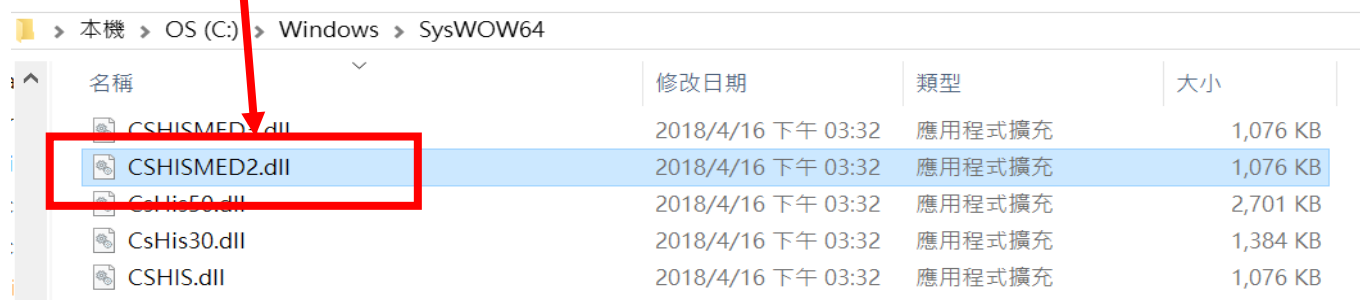 本機 > OS (C:) > Windows > SysWOW64
名稱 修改日期 類型 大小
2018/4/16 下午 03:32 應用程式擴充 1,076 KB
CSHISMED2.dll 2018/4/16 下午 03:32 應用程式擴充 1,076 KB
CsHis50.dll 2018/4/16 下午 03:32 應用程式擴充 2,701 KB
CsHis30.dll 2018/4/16 下午 03:32 應用程式擴充 1,384 KB
CSHIS.dll 2018/4/16 下午 03:32 應用程式擴充 1,076 KB